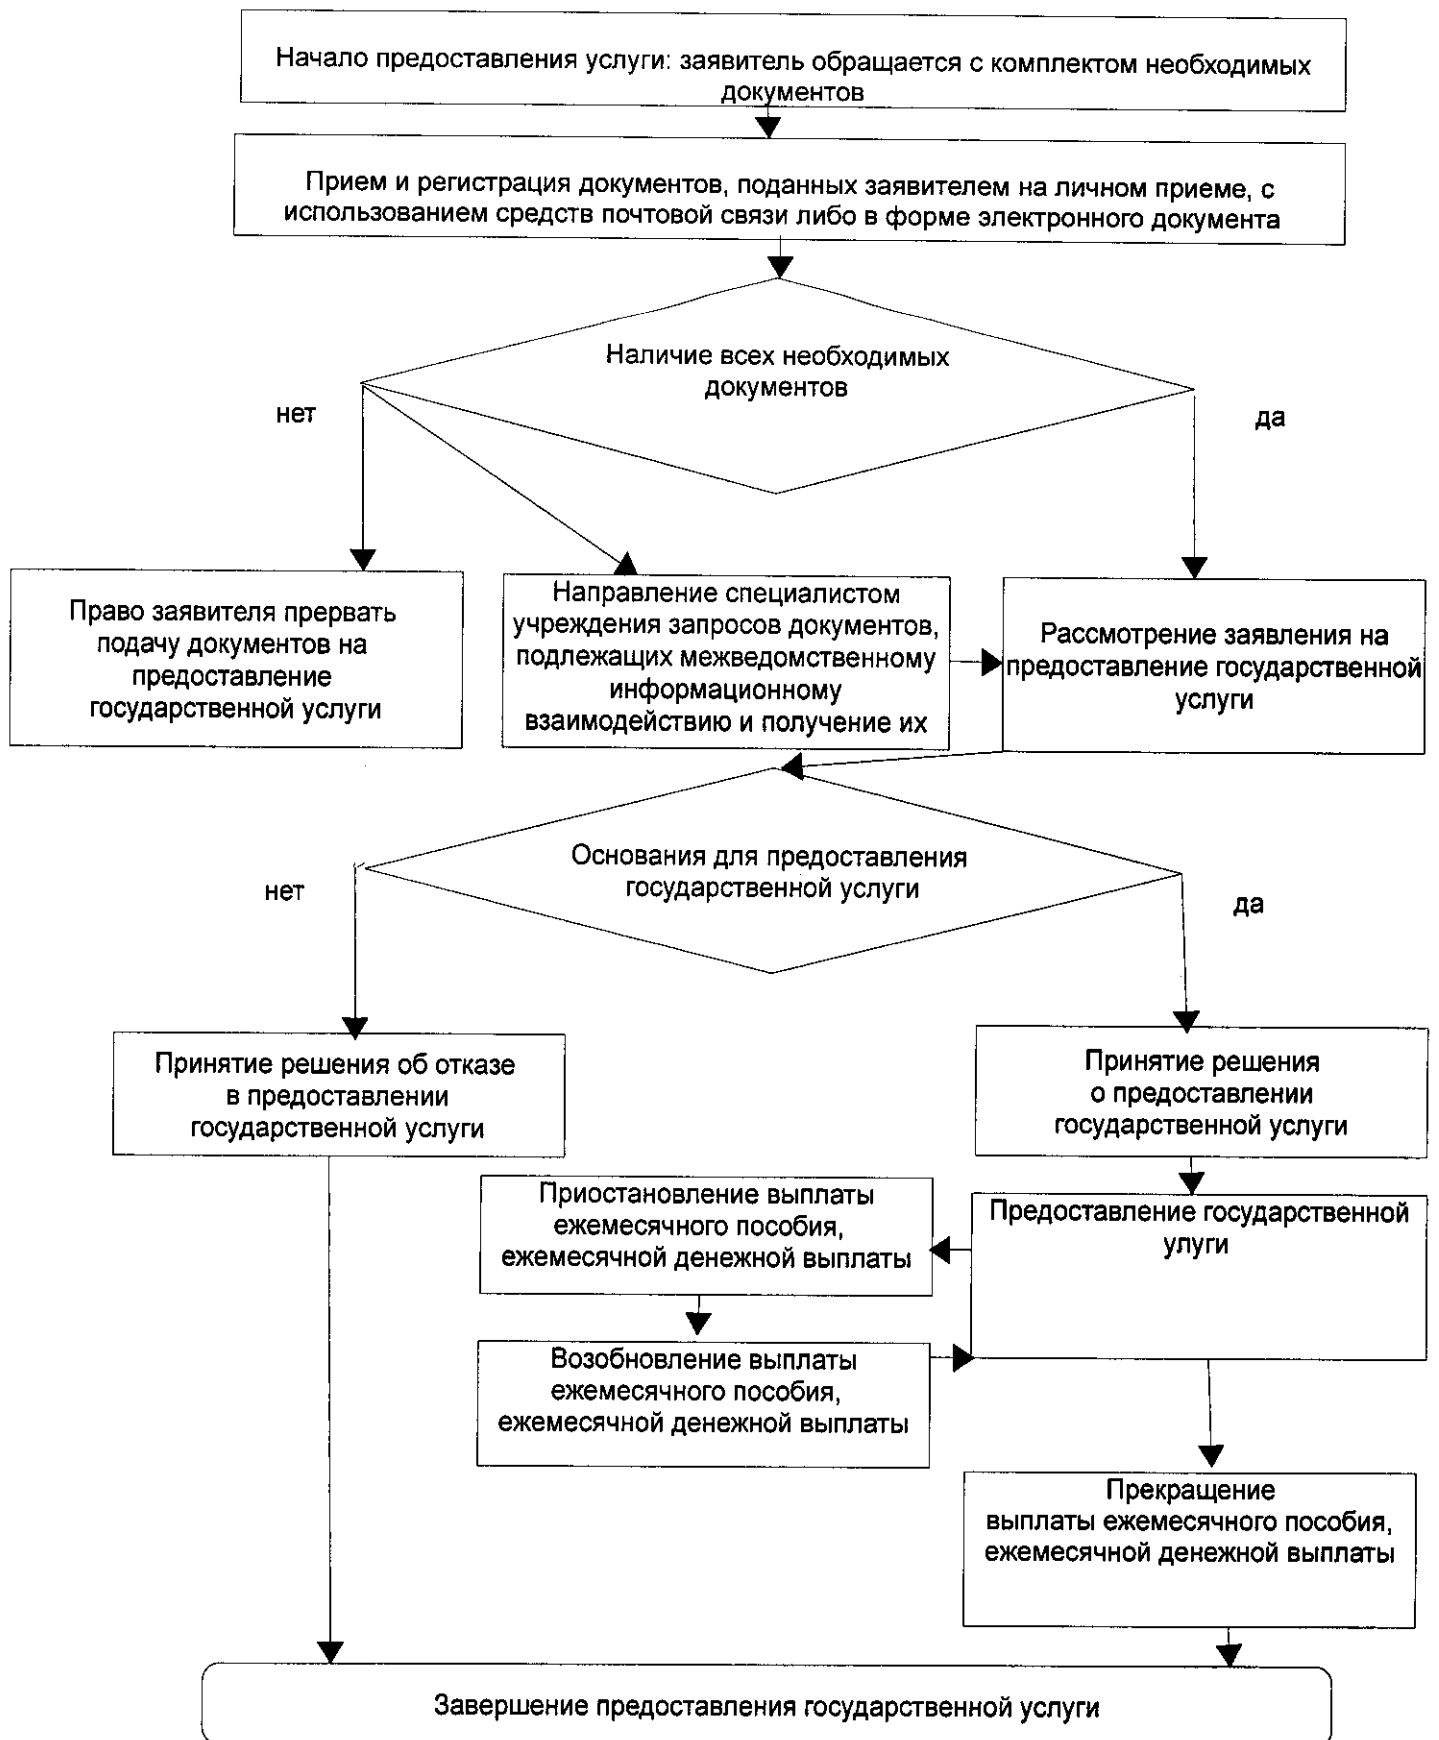 Начало предоставления услуги: заявитель обращается с комплектом необходимых
документов
Прием и регистрация документов, поданных заявителем на личном приеме, с
использованием средств почтовой связи либо в форме электронного документа
Наличие всех необходимых
документов
нет
да
Право заявителя прервать
подачу документов на
предоставление
государственной услуги
Направление специалистом
учреждения запросов документов,
подлежащих межведомственному
информационному
взаимодействию и получение их
Рассмотрение заявления на
предоставление государственной
услуги
Основания для предоставления
государственной услуги
нет
да
Принятие решения об отказе
в предоставлении
государственной услуги
Принятие решения
о предоставлении
государственной услуги
Приостановление выплаты
ежемесячного пособия,
ежемесячной денежной выплаты
Предоставление государственной
улуги
Возобновление выплаты
ежемесячного пособия,
ежемесячной денежной выплаты
Прекращение
выплаты ежемесячного пособия,
ежемесячной денежной выплаты
Завершение предоставления государственной услуги